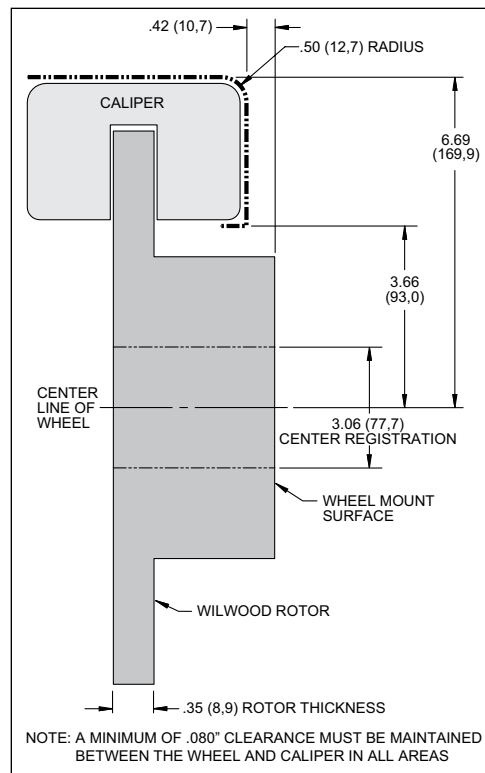 .42 (10,7)
.50 (12,7) RADIUS
CALIPER
6.69
(169,9)
3.66
(93,0)
CENTER
LINE OF
WHEEL
3.06 (77,7)
CENTER REGISTRATION
WHEEL MOUNT
SURFACE
WILWOOD ROTOR
.35 (8,9) ROTOR THICKNESS
NOTE: A MINIMUM OF .080" CLEARANCE MUST BE MAINTAINED
BETWEEN THE WHEEL AND CALIPER IN ALL AREAS